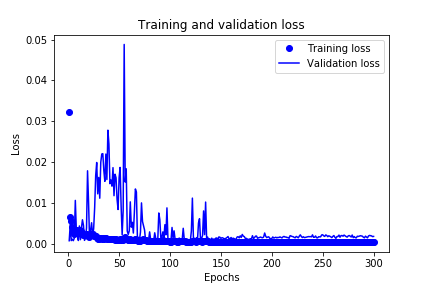 Training and validation loss
Training loss
Validation loss
0.05
0.04
0.03
0.02
0.01
0.00
Loss
0 50 100 150 200 250 300
Epochs